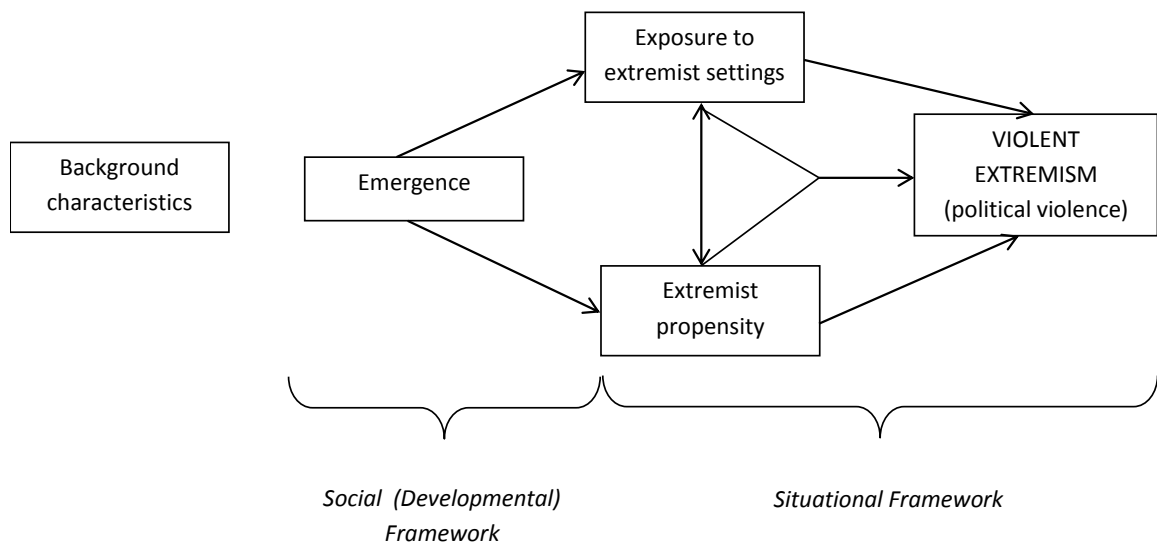 Exposure to
extremist settings
Background
characteristics
Emergence
VIOLENT
EXTREMISM
(political violence)
Extremist
propensity
Social (Developmental)
Framework
Situational Framework